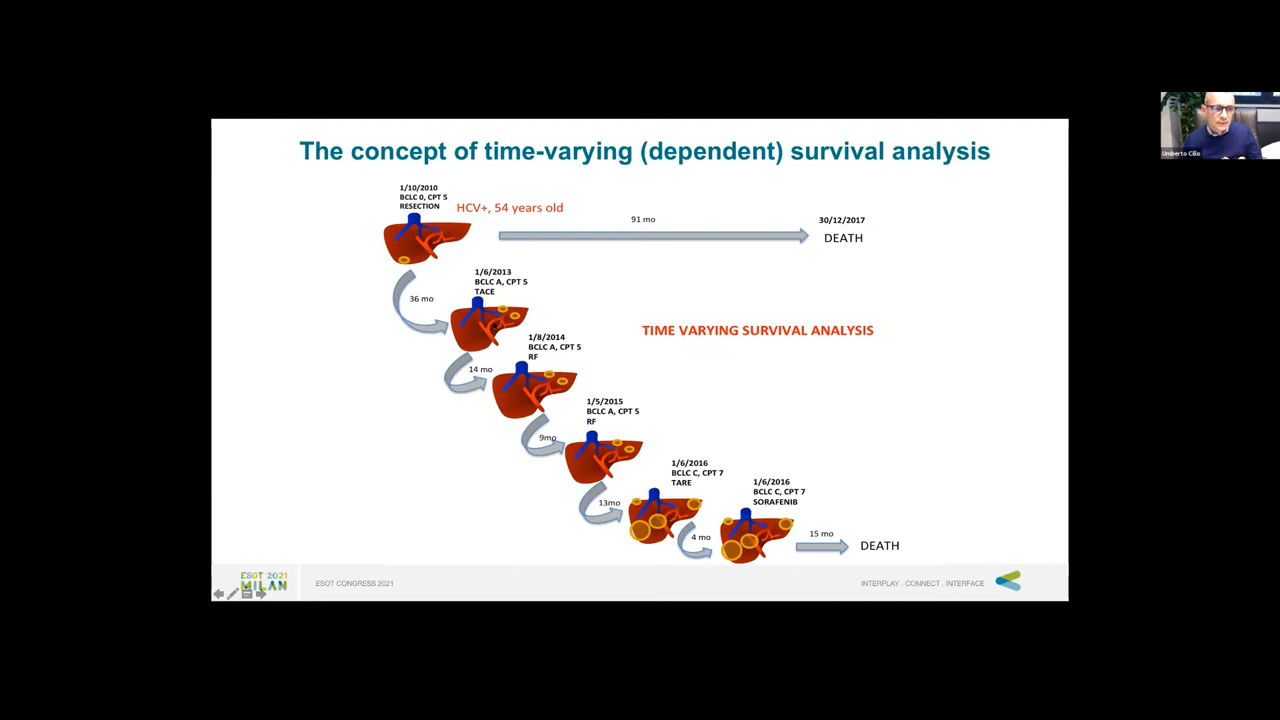 The concept of time-varying (dependent) survival analysis
1/10/2010
BCLC 0, CPT 5
RESECTION
HCV+, 54 years old
91 mo
30/12/2017
DEATH
36 mo
1/6/2013
BCLC A, CPT 5
TACE
TIME VARYING SURVIVAL ANALYSIS
14 mo
1/8/2014
BCLC A, CPT 5
RF
9mo
1/5/2015
BCLC A, CPT 5
RF
13mo
1/6/2016
BCLC C, CPT 7
TARE
4 mo
1/6/2016
BCLC C, CPT 7
SORAFENIB
15 mo
DEATH
ESOT 2021
MILAN
ESOT CONGRESS 2021
INTERPLAY . CONNECT . INTERFACE
Umberto Cillo